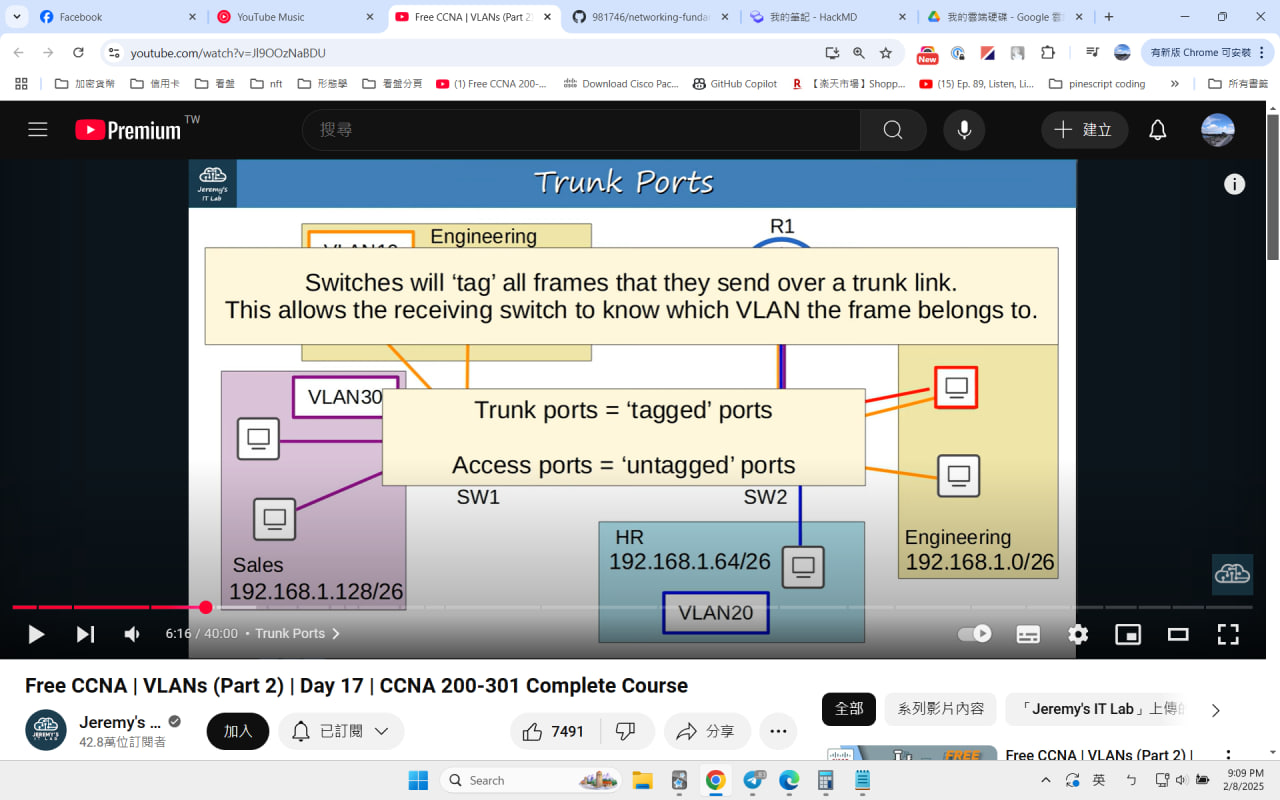 Facebook
YouTube Music
Free CCNA | VLANs (Part 2)
981746/networking-funda
我的筆記 - HackMD
我的雲端硬碟 - Google 雲
youtube.com/watch?v=Jl9OOzNaBDU
New
有新版 Chrome 可安裝
加密貨幣
信用卡
看盤
nft
形態學
看盤分頁
(1) Free CCNA 200-...
Download Cisco Pac...
GitHub Copilot
【楽天市場】Shopp...
(15) Ep. 89, Listen, Li...
pinescript coding
所有書籤
Premium TW
搜尋
建立
Jeremy's
IT Lab
Trunk Ports
Engineering
R1
Switches will ‘tag’ all frames that they send over a trunk link.
This allows the receiving switch to know which VLAN the frame belongs to.
VLAN30
Trunk ports = ‘tagged’ ports
Access ports = ‘untagged’ ports
SW1
SW2
HR
192.168.1.64/26
VLAN20
Engineering
192.168.1.0/26
Sales
192.168.1.128/26
6:16 / 40:00 • Trunk Ports
Free CCNA | VLANs (Part 2) | Day 17 | CCNA 200-301 Complete Course
Jeremy's
IT Lab
Jeremy's ...
42.8萬位訂閱者
加入
已訂閱
7491
分享
全部
系列影片內容
「Jeremy's IT Lab」上傳的
FREE
Free CCNA | VLANs (Part 2) |
Search
英
9:09 PM
2/8/2025